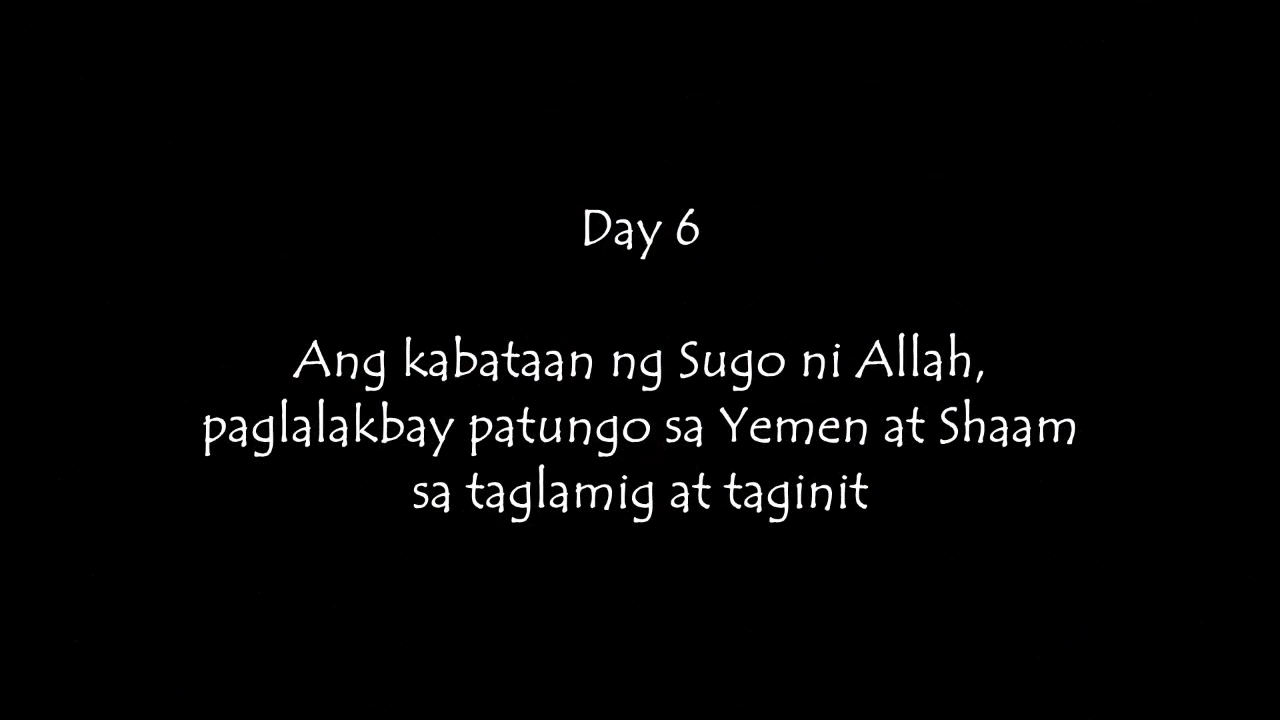 Day 6
Ang kabataan ng Sugo ni Allah,
paglalakbay patungo sa Yemen at Shaam
sa taglamig at taginit